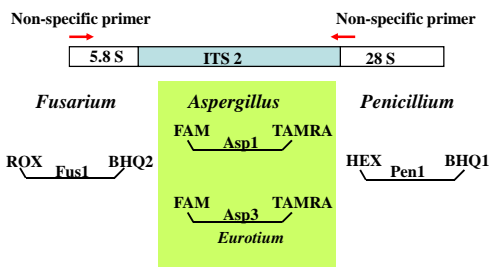 Non-specific primer Non-specific primer
5.8 S ITS 2 28 S
Fusarium Aspergillus Penicillium
FAM TAMRA
Asp1
ROX BHQ2 HEX BHQ1
Fus1 Pen1
FAM TAMRA
Asp3
Eurotium